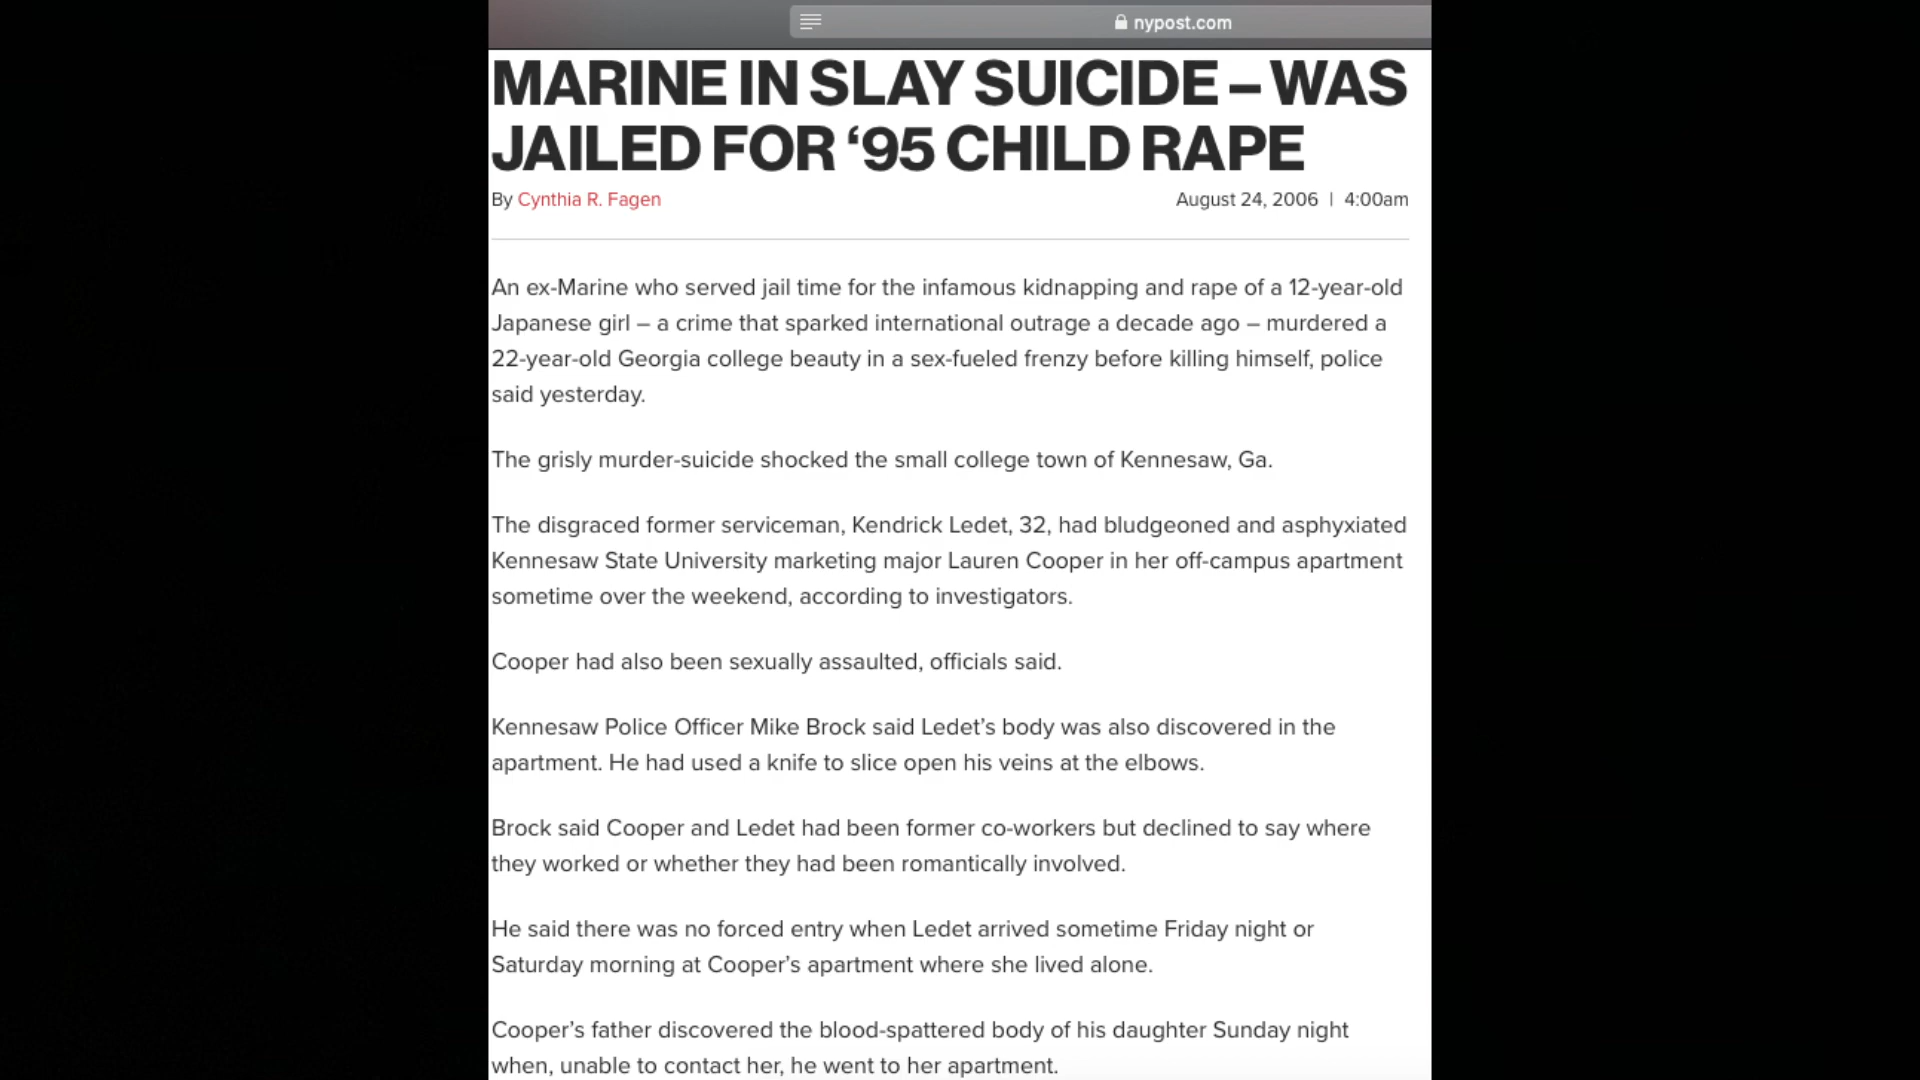 nypost.com
MARINE IN SLAY SUICIDE – WAS
JAILED FOR ‘95 CHILD RAPE
By Cynthia R. Fagen August 24, 2006 | 4:00am
An ex-Marine who served jail time for the infamous kidnapping and rape of a 12-year-old
Japanese girl – a crime that sparked international outrage a decade ago – murdered a
22-year-old Georgia college beauty in a sex-fueled frenzy before killing himself, police
said yesterday.
The grisly murder-suicide shocked the small college town of Kennesaw, Ga.
The disgraced former serviceman, Kendrick Ledet, 32, had bludgeoned and asphyxiated
Kennesaw State University marketing major Lauren Cooper in her off-campus apartment
sometime over the weekend, according to investigators.
Cooper had also been sexually assaulted, officials said.
Kennesaw Police Officer Mike Brock said Ledet’s body was also discovered in the
apartment. He had used a knife to slice open his veins at the elbows.
Brock said Cooper and Ledet had been former co-workers but declined to say where
they worked or whether they had been romantically involved.
He said there was no forced entry when Ledet arrived sometime Friday night or
Saturday morning at Cooper’s apartment where she lived alone.
Cooper’s father discovered the blood-spattered body of his daughter Sunday night
when, unable to contact her, he went to her apartment.